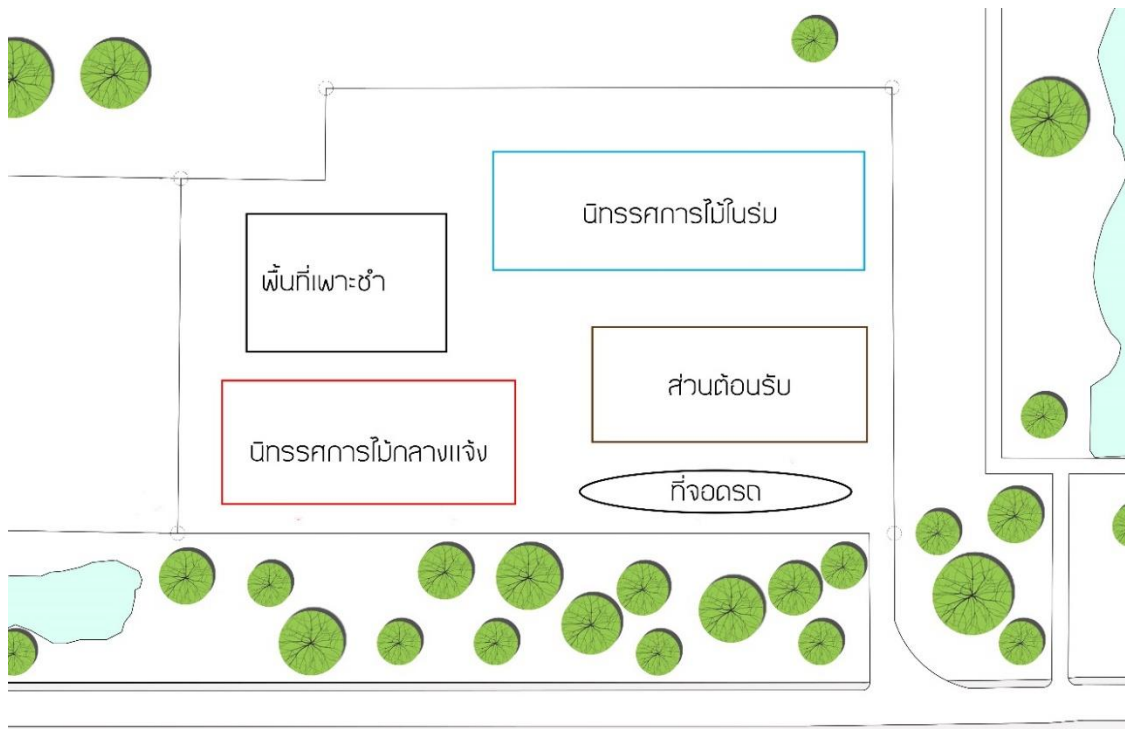 นิทรรศการไม้ในร่ม
พื้นที่เพาะชำ
ส่วนต้อนรับ
นิทรรศการไม้กลางแจ้ง
ที่จอดรถ